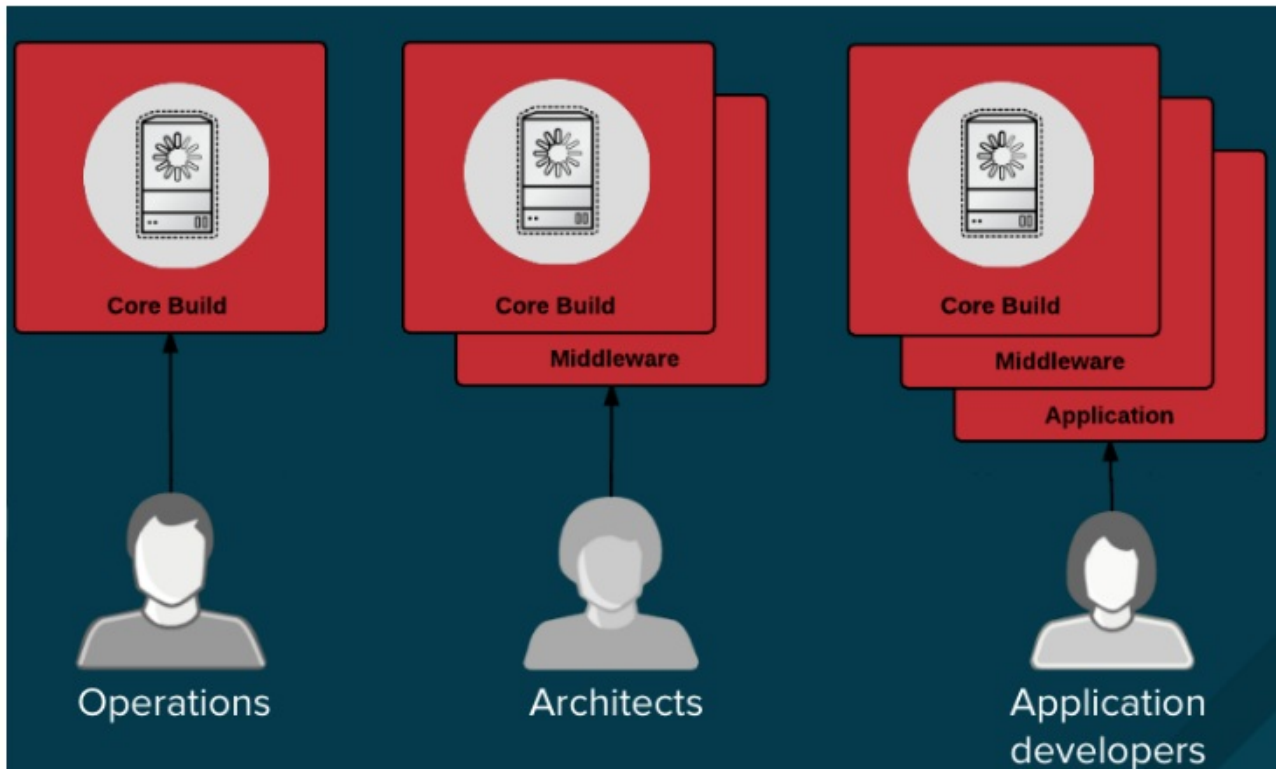 Core Build
Core Build
Middleware
Core Build
Middleware
Application
Operations
Architects
Application
developers